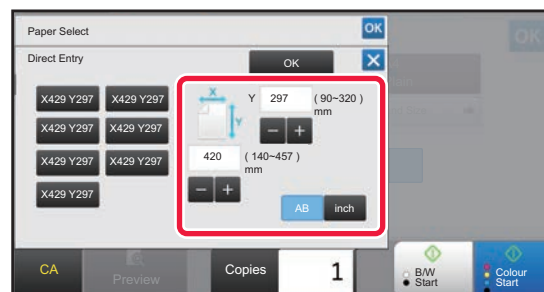 Paper Select
OK
Direct Entry
OK
X429 Y297
X429 Y297
X429 Y297
X429 Y297
X429 Y297
X429 Y297
X429 Y297
X
Y
Y 297 ( 90~320 )
mm
420 ( 140~457 )
mm
AB
inch
OK
CA
Preview
Copies
1
B/W
Start
Colour
Start